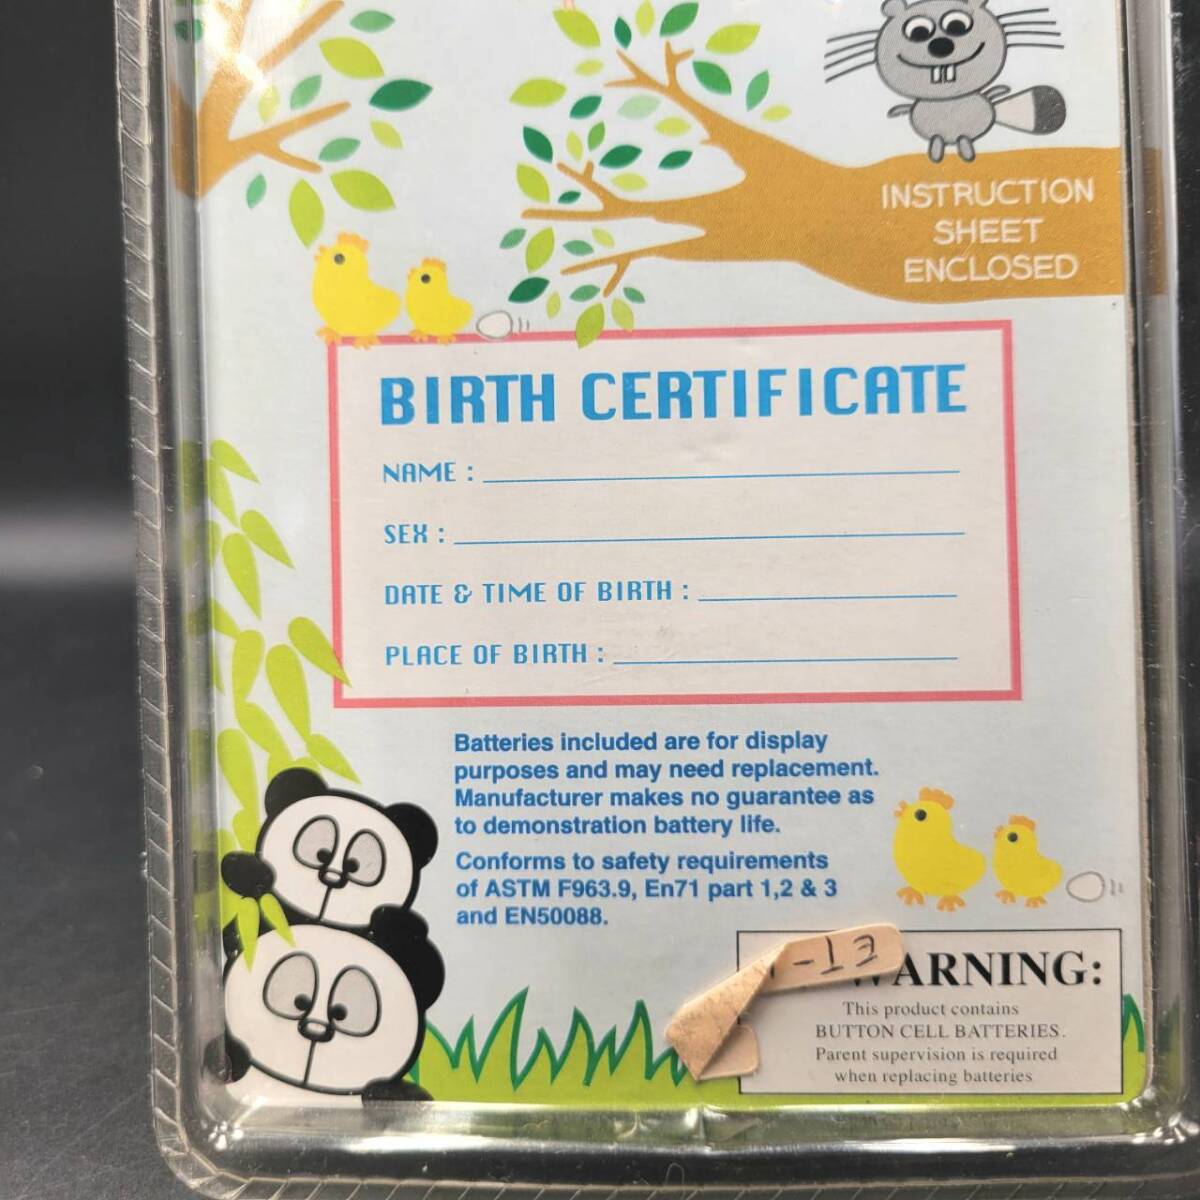 INSTRUCTION
SHEET
ENCLOSED
BIRTH CERTIFICATE
NAME :
SEX :
DATE & TIME OF BIRTH :
PLACE OF BIRTH :
Batteries included are for display
purposes and may need replacement.
Manufacturer makes no guarantee as
to demonstration battery life.
Conforms to safety requirements
of ASTM F963.9, En71 part 1,2 & 3
and EN50088.
WARNING:
This product contains
BUTTON CELL BATTERIES.
Parent supervision is required
when replacing batteries